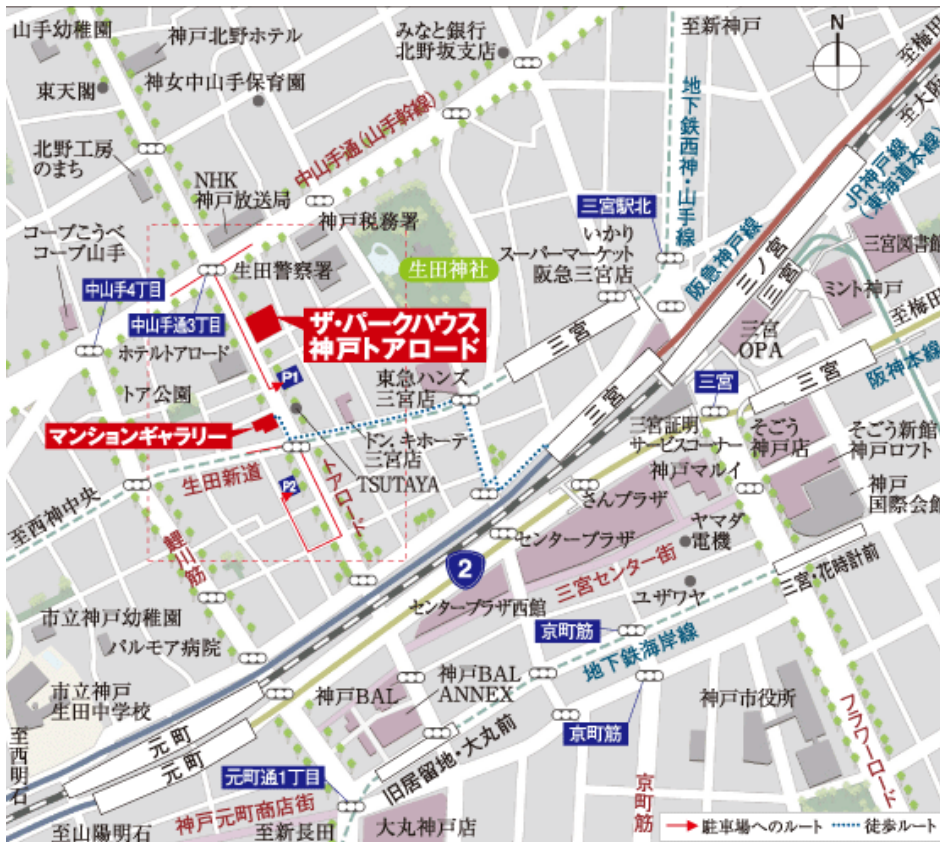 山手幼稚園
神戸北野ホテル
みなと銀行
北野坂支店
至新神戸
N
至梅田
至大阪
東天閣
神女中山手保育園
地下鉄西神・山手線
中山手通(山手幹線)
北野工房
のまち
NHK
神戸放送局
神戸税務署
三宮駅北
JR神戸線
(東海道本線)
コープこうべ
コープ山手
生田警察署
生田神社
いかり
スーパーマーケット
阪急三宮店
阪急神戸線
三ノ宮
三宮
三宮図書館
ミント神戸
中山手4丁目
中山手通3丁目
ザ・パークハウス
神戸トアロード
三宮
三宮
OPA
至梅田
阪神本線
ホテルトアロード
P1
トア公園
東急ハンズ
三宮店
三宮
三宮
三宮
マンションギャラリー
ドン.キホーテ
三宮店
TSUTAYA
三宮証明
サービスコーナー
そごう
神戸店
そごう新館
神戸ロフト
生田新道
P2
トアロード
神戸マルイ
さんプラザ
神戸
国際会館
至西神中央
鯉川筋
2
センタープラザ
ヤマダ
電機
三宮センター街
三宮・花時計前
センタープラザ西館
ユザワヤ
市立神戸幼稚園
パルモア病院
京町筋
地下鉄海岸線
市立神戸
生田中学校
神戸BAL
神戸BAL
ANNEX
京町筋
神戸市役所
元町
元町
旧居留地・大丸前
京町筋
フラワーロード
至西明石
元町通1丁目
神戸元町商店街
至山陽明石
至新長田
大丸神戸店
駐車場へのルート
徒歩ルート